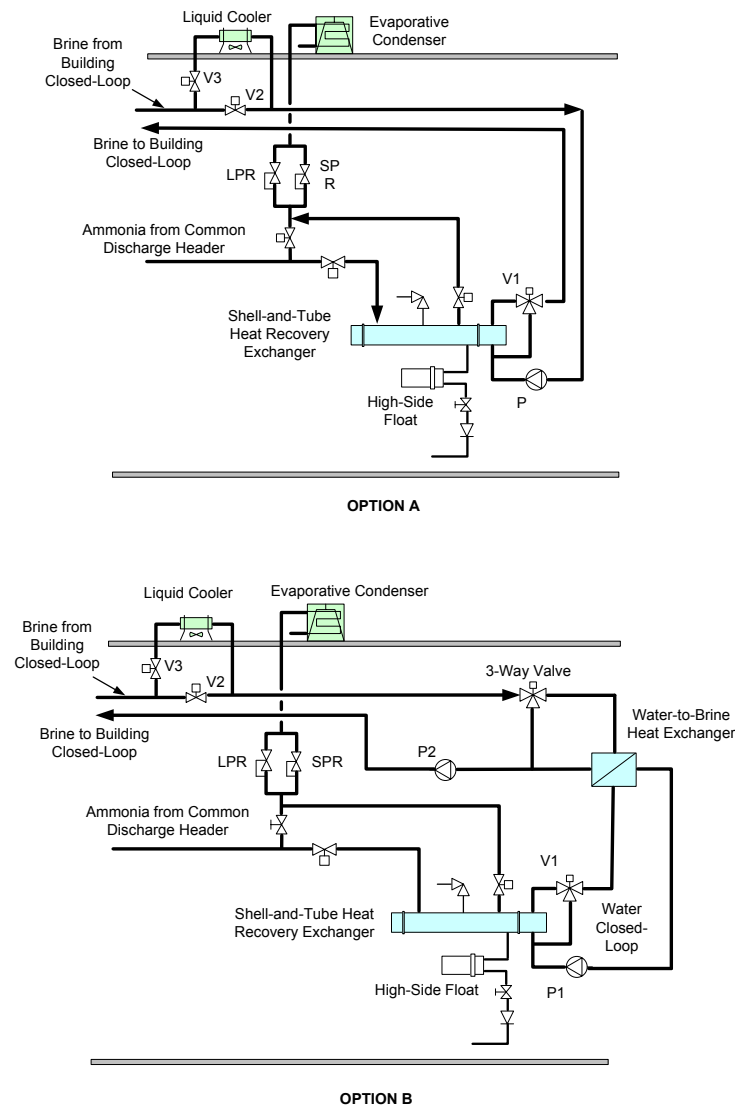 Liquid Cooler
Evaporative
Condenser
Brine from
Building
Closed-Loop
V3
V2
Brine to Building
Closed-Loop
LPR
SP
R
Ammonia from Common
Discharge Header
V1
Shell-and-Tube
Heat Recovery
Exchanger
High-Side
Float
P
OPTION A
Liquid Cooler
Evaporative Condenser
Brine from
Building
Closed-Loop
V3
V2
3-Way Valve
Water-to-Brine
Heat Exchanger
Brine to Building
Closed-Loop
LPR
SPR
P2
Ammonia from Common
Discharge Header
V1
Shell-and-Tube Heat
Recovery Exchanger
Water
Closed-
Loop
High-Side Float
P1
OPTION B